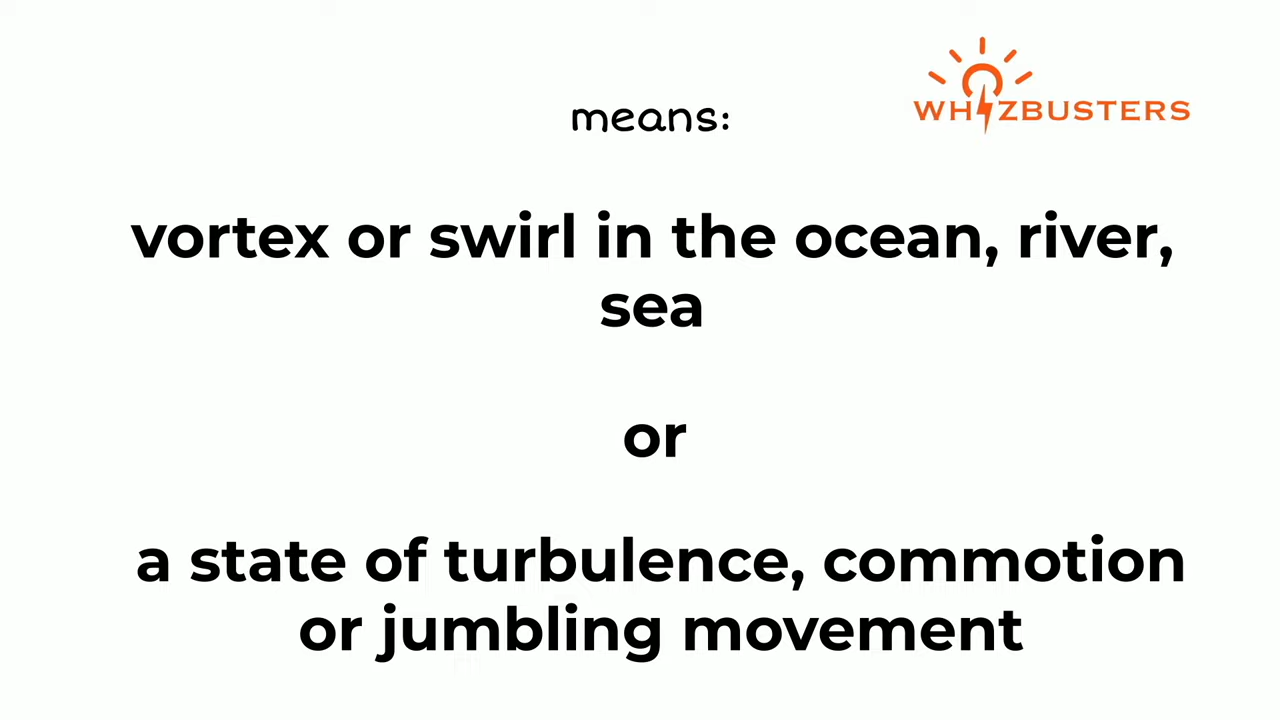 WHIZBUSTERS
means:
vortex or swirl in the ocean, river,
sea
or
a state of turbulence, commotion
or jumbling movement